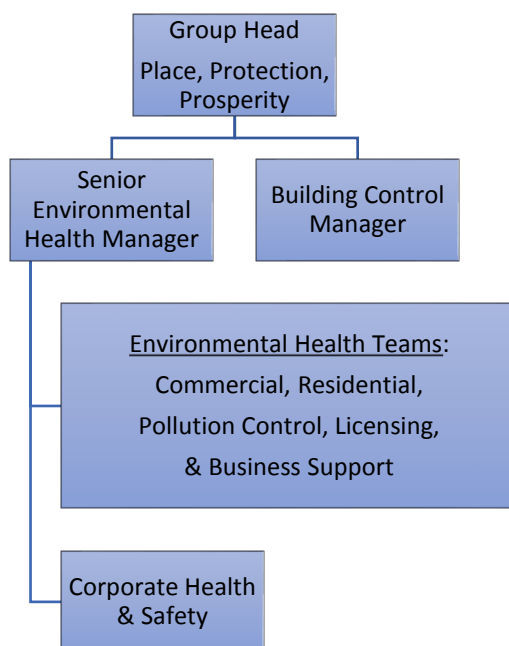 Group Head
Place, Protection,
Prosperity
Senior
Environmental
Health Manager
Building Control
Manager
Environmental Health Teams:
Commercial, Residential,
Pollution Control, Licensing,
& Business Support
Corporate Health
& Safety